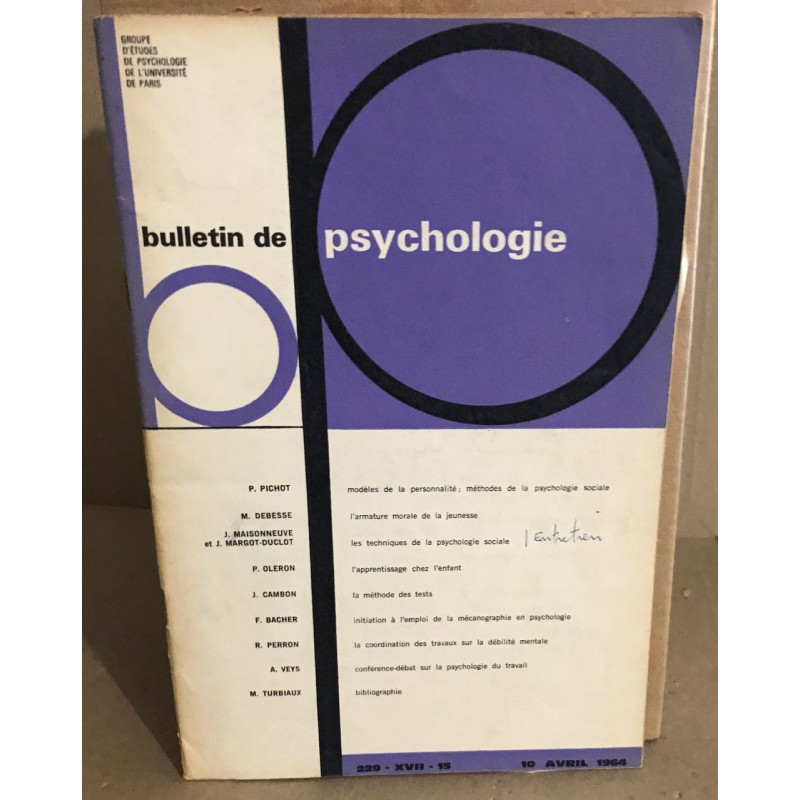 GROUPE
D'ÉTUDES
DE PSYCHOLOGIE
DE L'UNIVERSITÉ
DE PARIS
bulletin de psychologie
P. PICHOT modèles de la personnalité; méthodes de la psychologie sociale
M. DEBESSE l'armature morale de la jeunesse
J. MAISONNEUVE
et J. MARGOT-DUCLOT les techniques de la psychologie sociale l'Entretien
P. OLERON l'apprentissage chez l'enfant
J. CAMBON la méthode des tests
F. BACHER initiation à l'emploi de la mécanographie en psychologie
R. PERRON la coordination des travaux sur la débilité mentale
A. VEYS conférence-débat sur la psychologie du travail
M. TURBIAUX bibliographie
229 - XVII - 15 10 AVRIL 1964